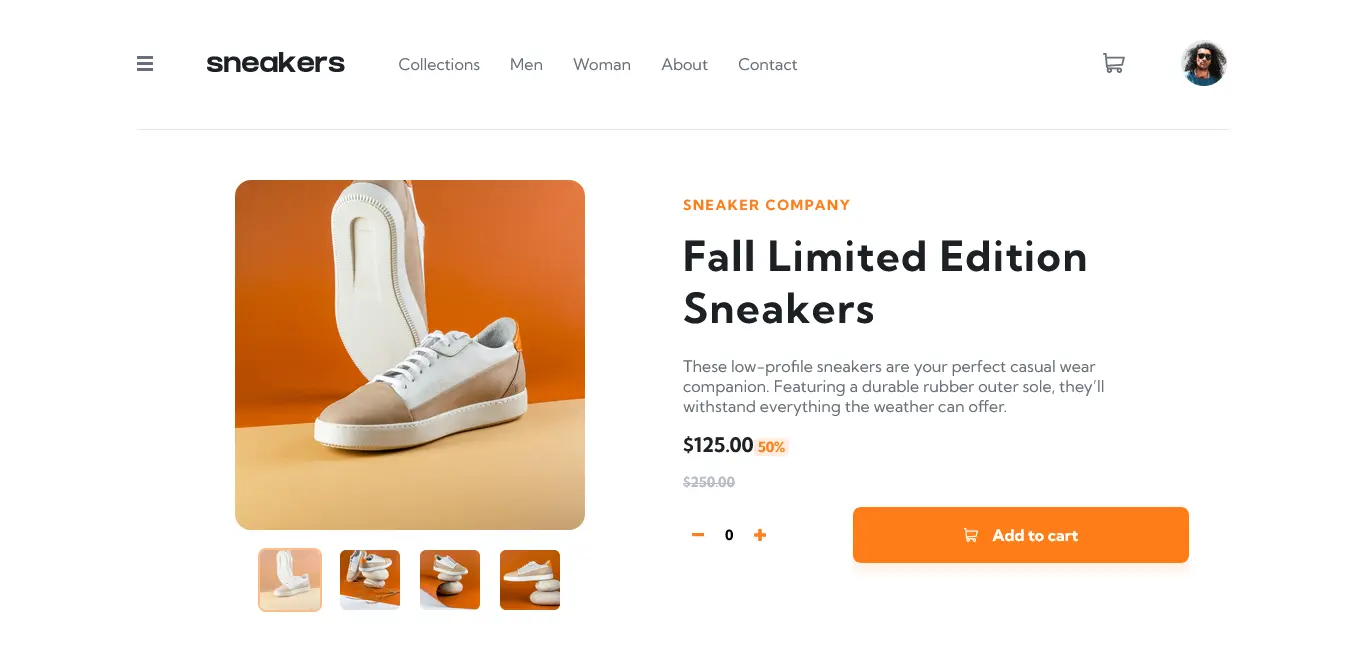 sneakers
Collections
Men
Woman
About
Contact
SNEAKER COMPANY
Fall Limited Edition
Sneakers
These low-profile sneakers are your perfect casual wear
companion. Featuring a durable rubber outer sole, they’ll
withstand everything the weather can offer.
$125.00 50%
$250.00
0
Add to cart